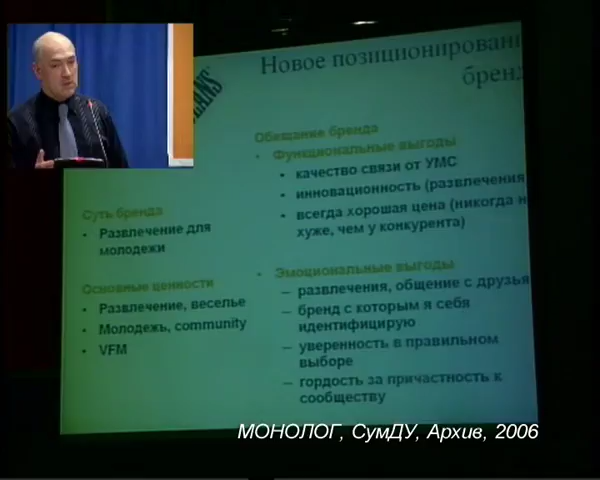 JEANS
Новое позиционировани
бренд
Суть бренда
• Развлечение для
молодежи
Основные ценности
• Развлечение, веселье
• Молодежь, community
• VFM
Обещание бренда
• Функциональные выгоды
• качество связи от УМС
• инновационность (развлечения
• всегда хорошая цена (никогда н
хуже, чем у конкурента)
• Эмоциональные выгоды
– развлечения, общение с друзья
– бренд с которым я себя
идентифицирую
– уверенность в правильном
выборе
– гордость за причастность к
сообществу
МОНОЛОГ, СумДУ, Архив, 2006